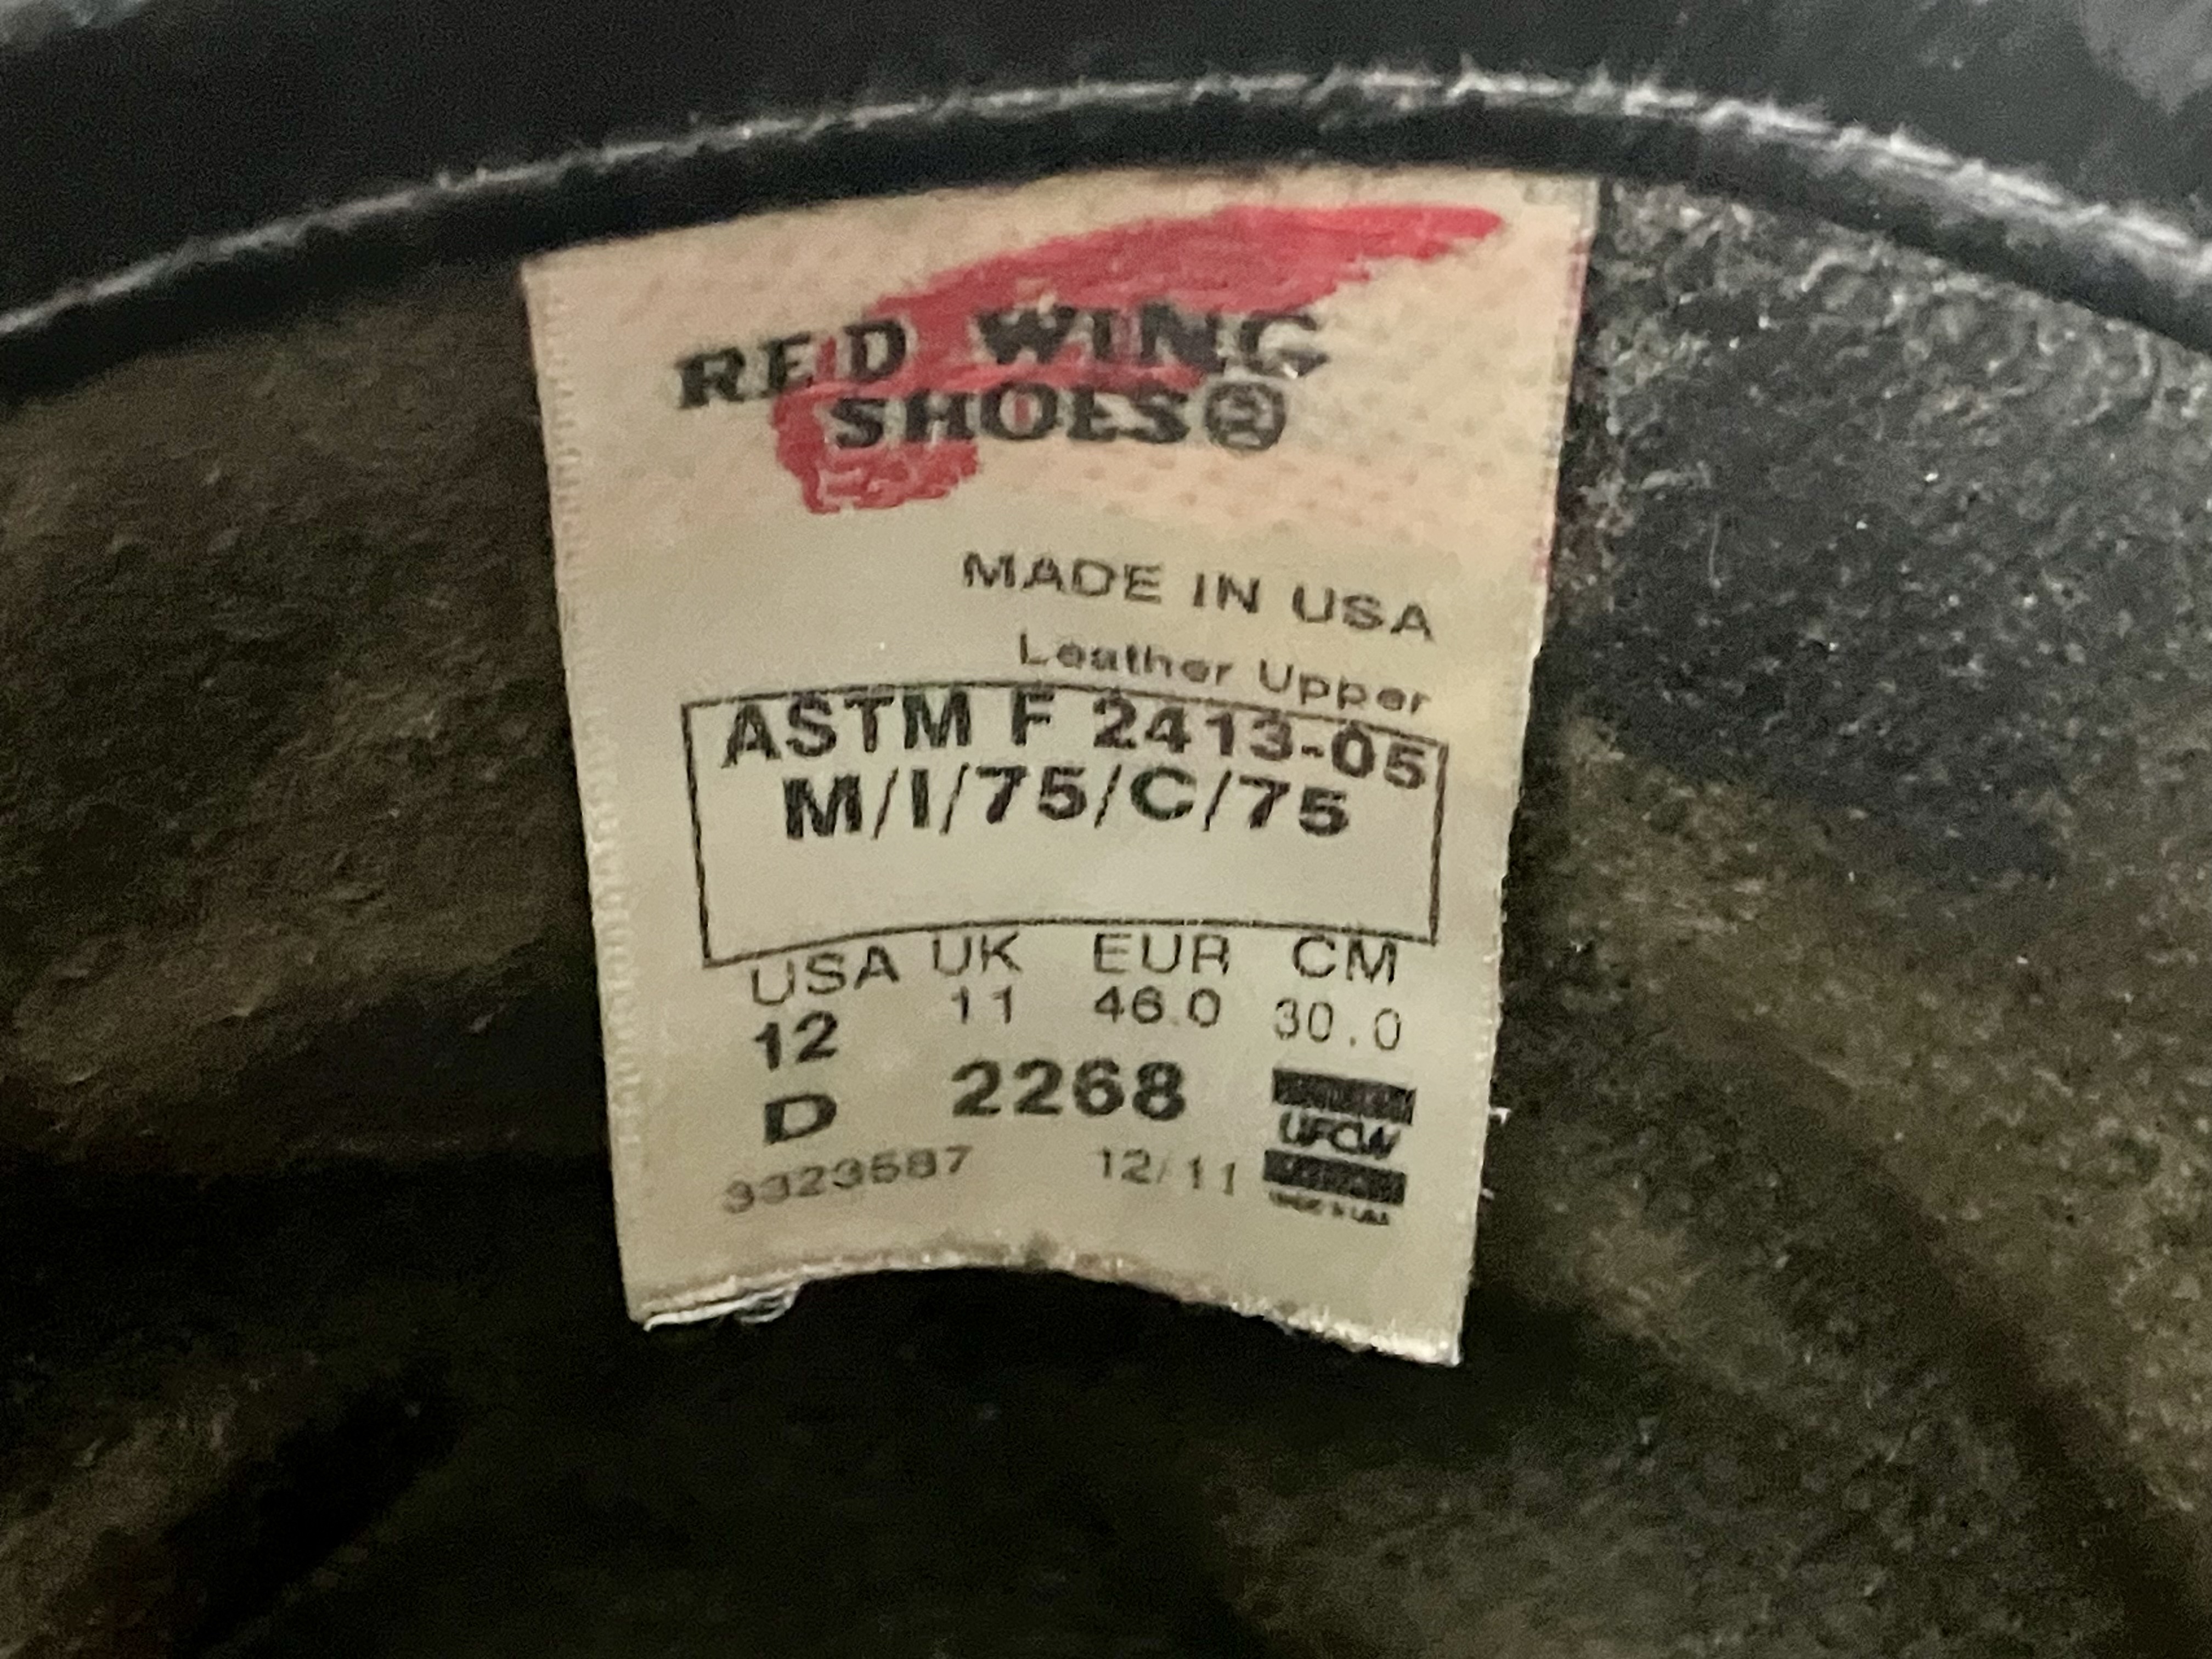 RED WING
SHOES®
MADE IN USA
Leather Upper
ASTM F 2413-05
M/I/75/C/75
USA UK EUR CM
12 11 46.0 30.0
D 2268
UFCW
3323587 12/11